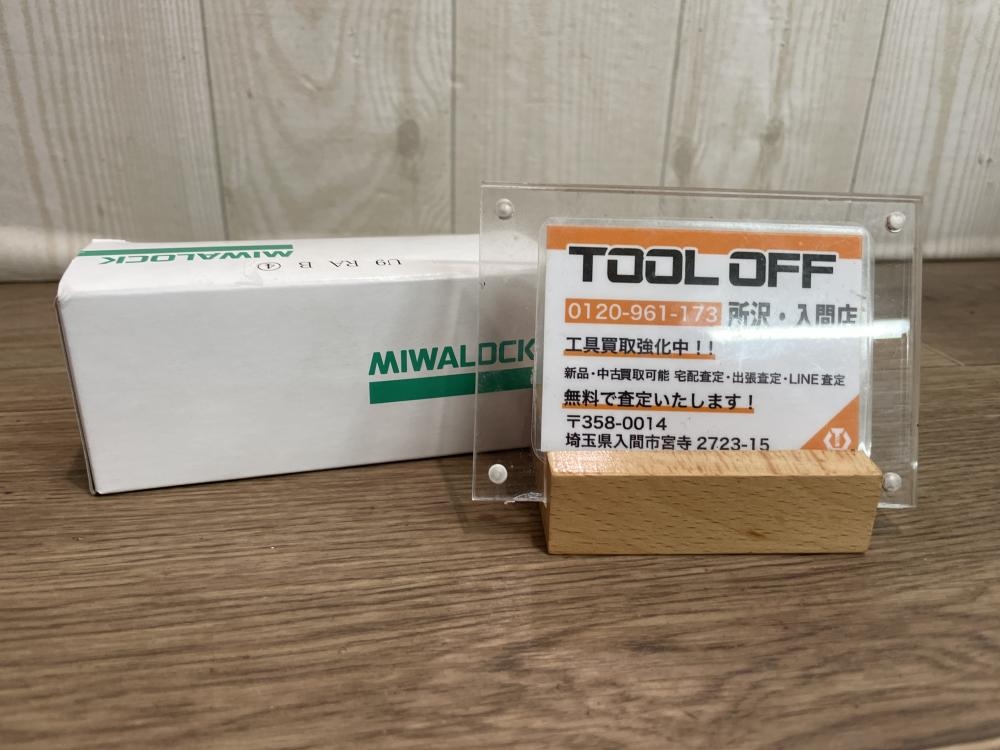 MIWALOCK
U9 RA B ④
MIWALOCK
TOOL OFF
0120-961-173 所沢・入間店
工具買取強化中！！
新品・中古買取可能 宅配査定・出張査定・LINE査定
無料で査定いたします！
〒358-0014
埼玉県入間市宮寺 2723-15